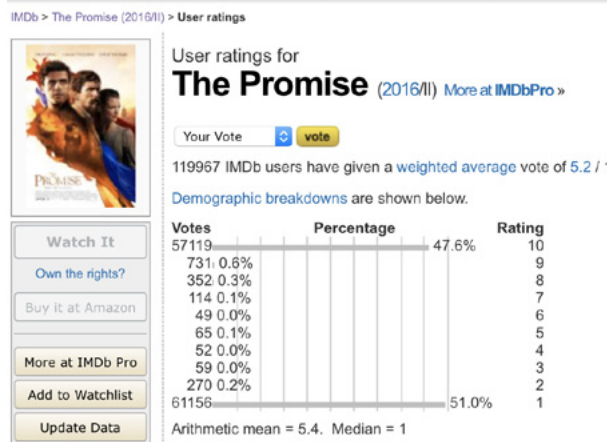 IMDb > The Promise (2016/II) > User ratings
User ratings for
The Promise (2016/II) More at IMDbPro »
Your Vote vote
119967 IMDb users have given a weighted average vote of 5.2 /
Demographic breakdowns are shown below.
Votes Percentage Rating
57119 47.6% 10
731 0.6% 9
352 0.3% 8
114 0.1% 7
49 0.0% 6
65 0.1% 5
52 0.0% 4
59 0.0% 3
270 0.2% 2
61156 51.0% 1
Arithmetic mean = 5.4. Median = 1
PROMISE
Watch It
Own the rights?
Buy it at Amazon
More at IMDb Pro
Add to Watchlist
Update Data